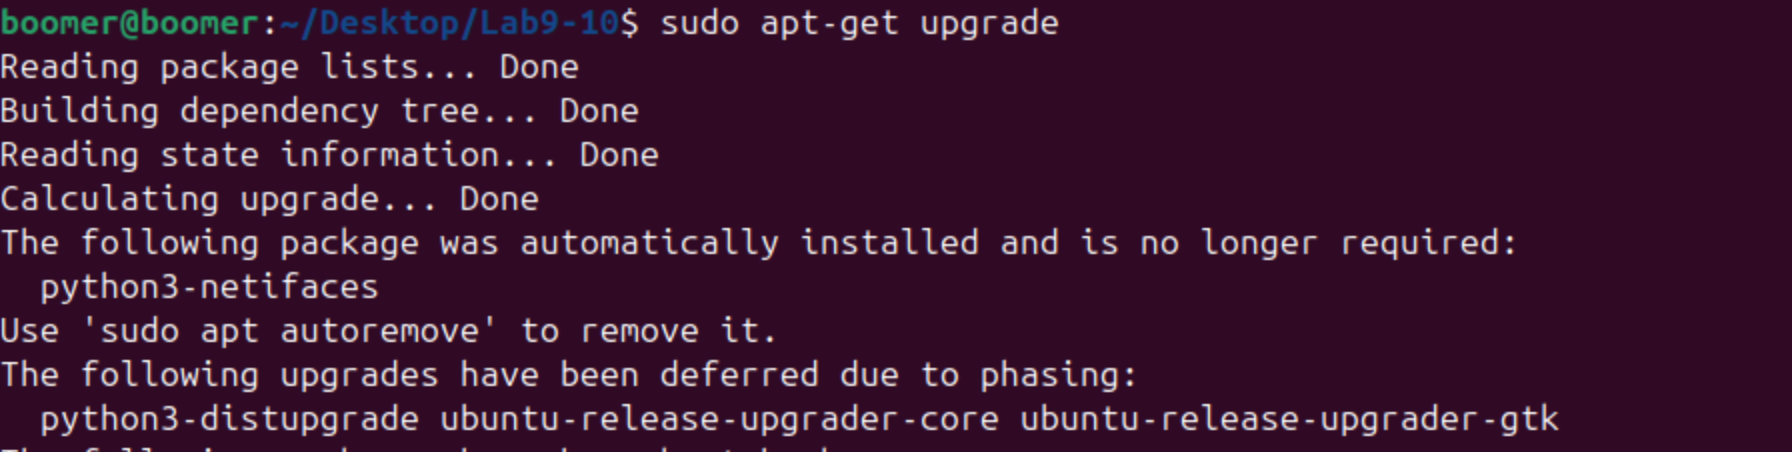 boomer@boomer:~/Desktop/Lab9-10$ sudo apt-get upgrade
Reading package lists... Done
Building dependency tree... Done
Reading state information... Done
Calculating upgrade... Done
The following package was automatically installed and is no longer required:
  python3-netifaces
Use 'sudo apt autoremove' to remove it.
The following upgrades have been deferred due to phasing:
  python3-distupgrade ubuntu-release-upgrader-core ubuntu-release-upgrader-gtk